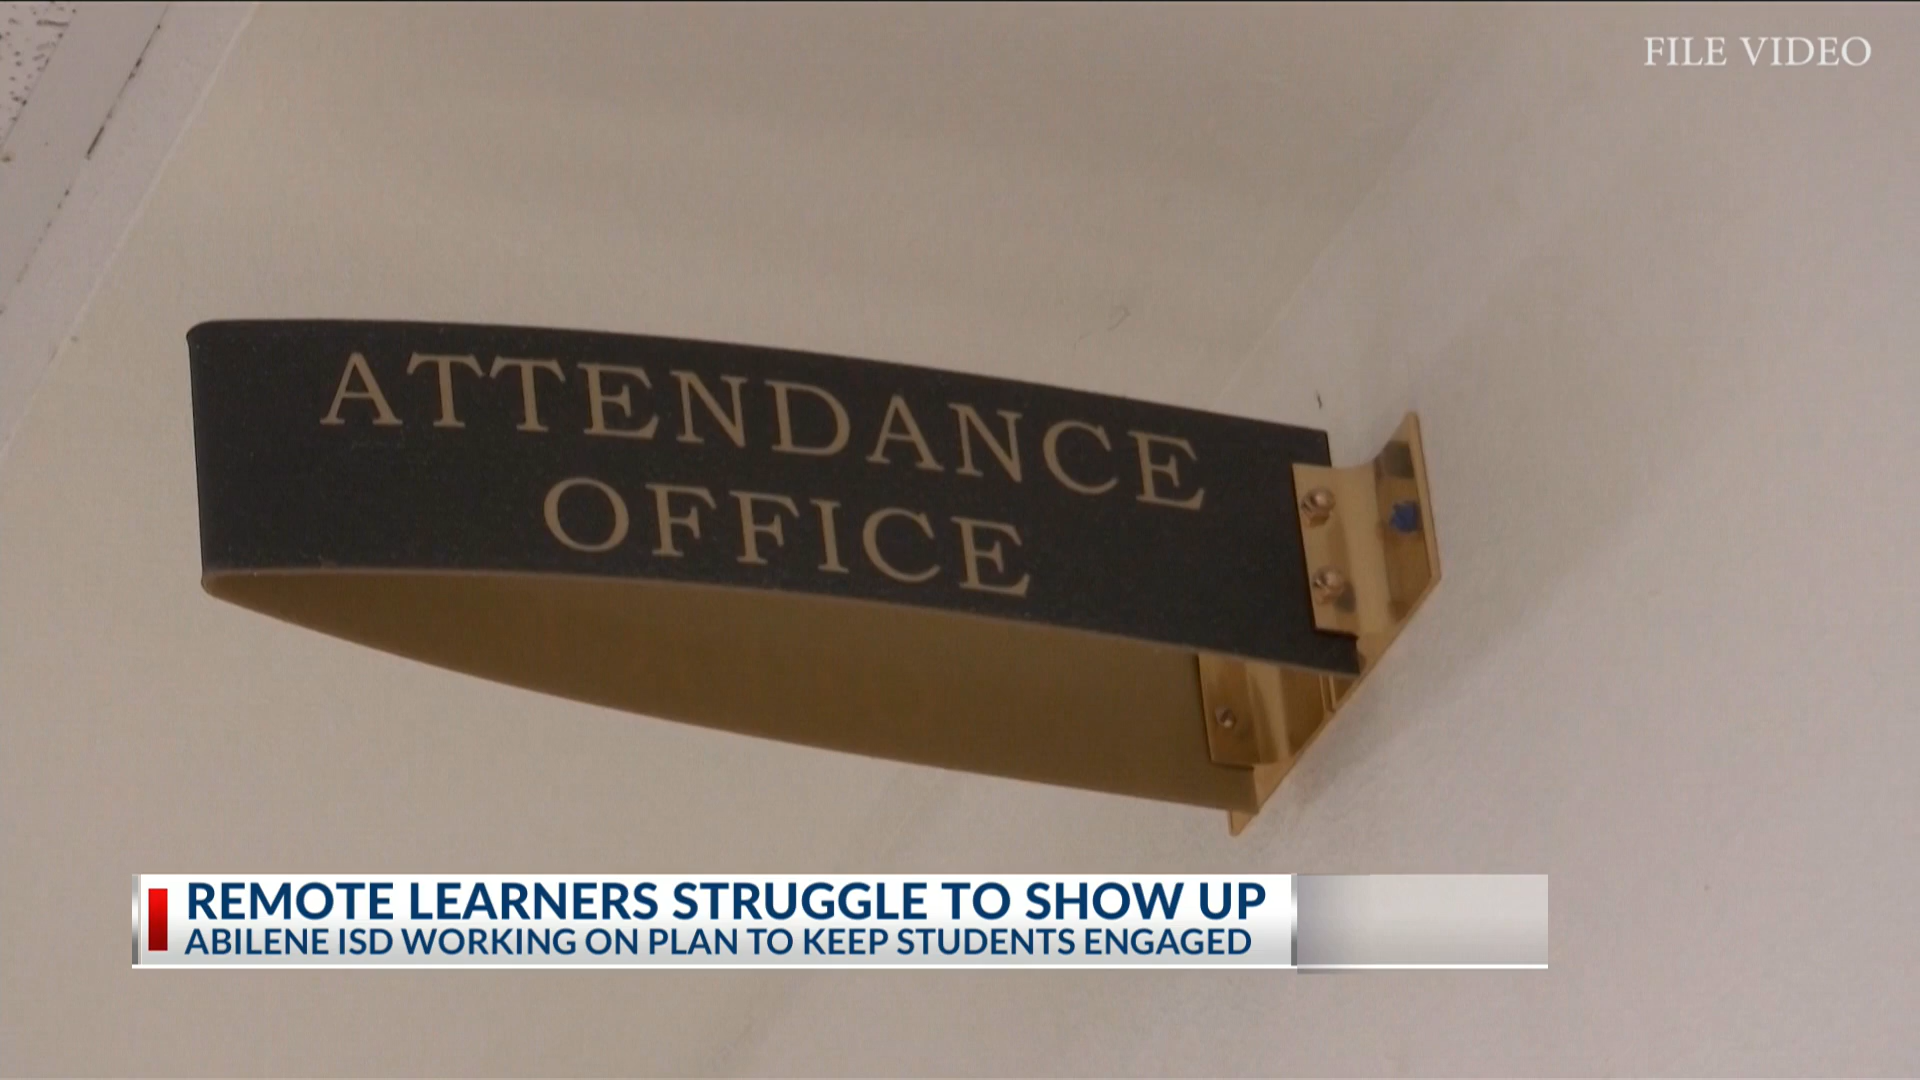 FILE VIDEO
ATTENDANCE
OFFICE
REMOTE LEARNERS STRUGGLE TO SHOW UP
ABILENE ISD WORKING ON PLAN TO KEEP STUDENTS ENGAGED